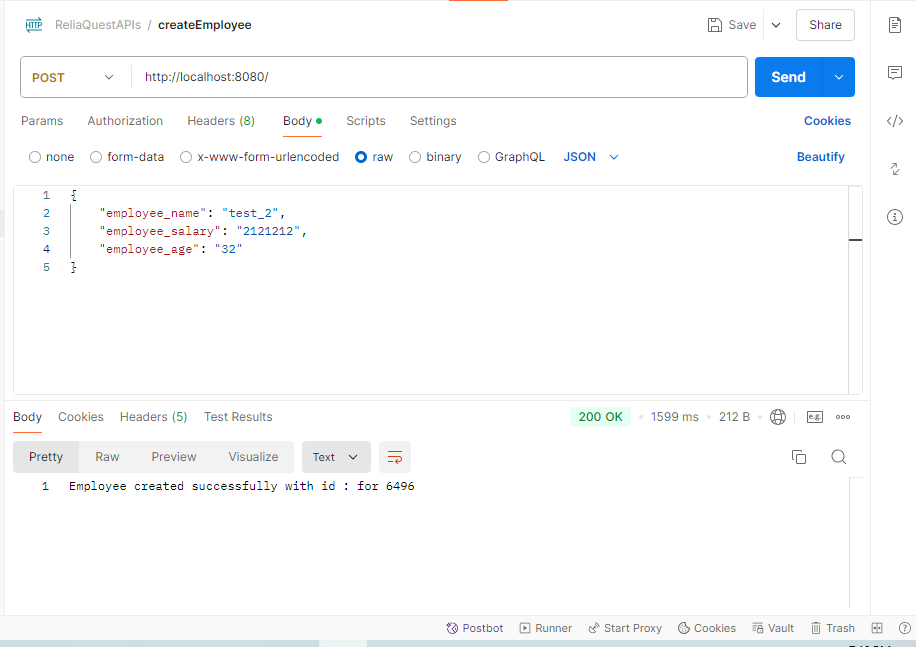 HTTP ReliaQuestAPIs / createEmployee Save Share
POST http://localhost:8080/ Send
Params Authorization Headers (8) Body Scripts Settings Cookies
none form-data x-www-form-urlencoded raw binary GraphQL JSON Beautify
1 {
2 "employee_name": "test_2",
3 "employee_salary": "2121212",
4 "employee_age": "32"
5 }
Body Cookies Headers (5) Test Results 200 OK 1599 ms 212 B e.g.
Pretty Raw Preview Visualize Text
1 Employee created successfully with id : for 6496
Postbot Runner Start Proxy Cookies Vault Trash